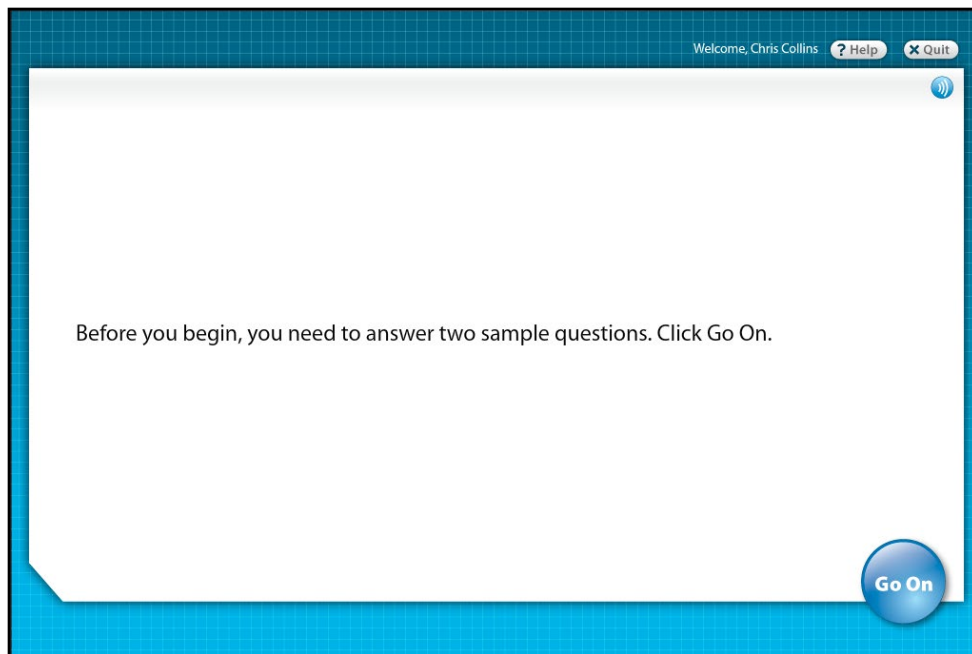 Welcome, Chris Collins ? Help X Quit
Before you begin, you need to answer two sample questions. Click Go On.
Go On